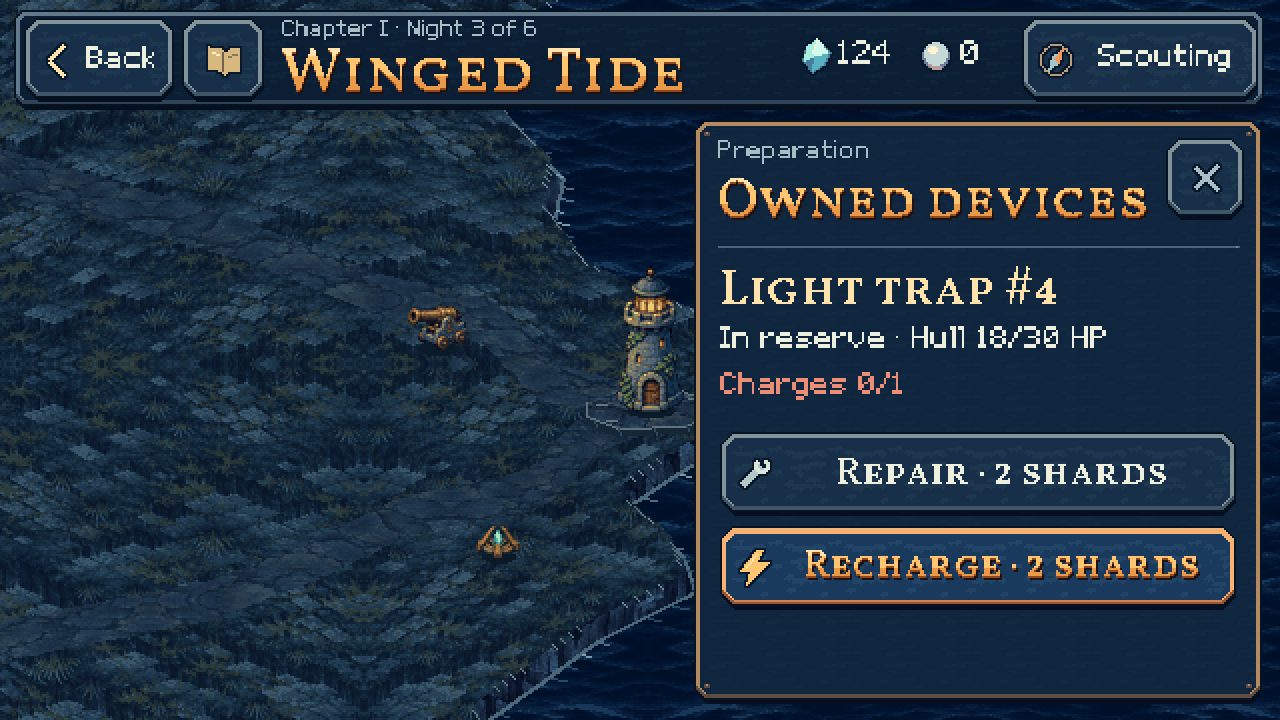 Back
Chapter I · Night 3 of 6
Winged Tide
124
0
Scouting
Preparation
Owned devices
Light trap #4
In reserve · Hull 18/30 HP
Charges 0/1
Repair · 2 shards
Recharge · 2 shards